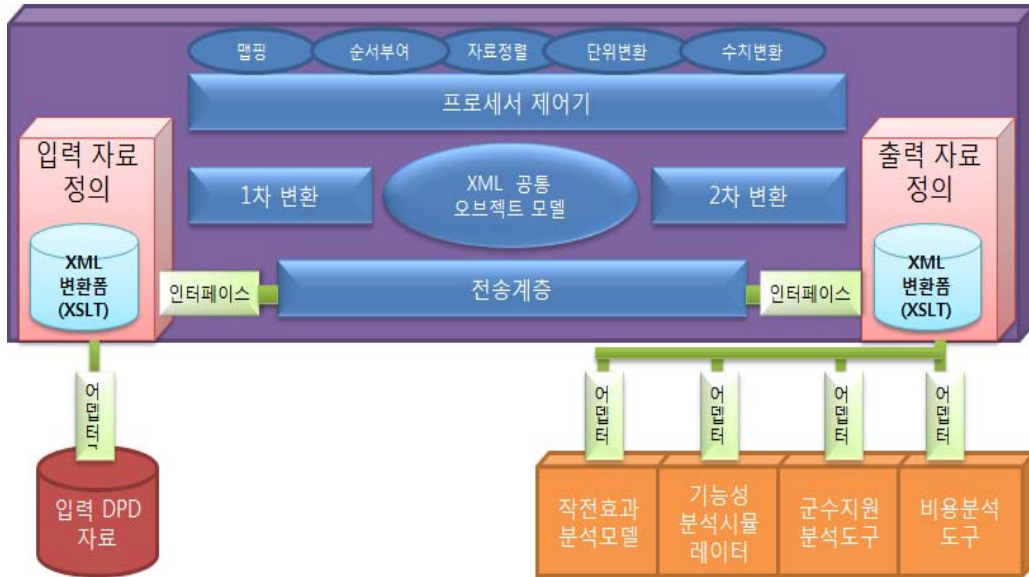 맵핑
순서부여
자료정렬
단위변환
수치변환
프로세서 제어기
입력 자료
정의
1차 변환
XML 공통
오브젝트 모델
2차 변환
출력 자료
정의
XML
변환폼
(XSLT)
인터페이스
전송계층
인터페이스
XML
변환폼
(XSLT)
어뎁터
어뎁터
어뎁터
어뎁터
어뎁터
입력 DPD
자료
작전효과
분석모델
기능성
분석시뮬
레이터
군수지원
분석도구
비용분석
도구